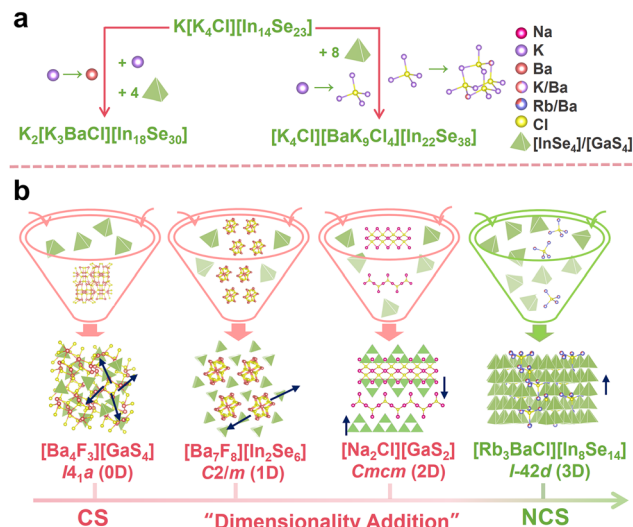 a
K[K₄Cl][In₁₄Se₂₃]
+
+ 4
+ 8
K₂[K₃BaCl][In₁₈Se₃₀]
[K₄Cl][BaK₉Cl₄][In₂₂Se₃₈]
Na
K
Ba
K/Ba
Rb/Ba
Cl
[InSe₄]/[GaS₄]
b
[Ba₄F₃][GaS₄]
I4₁a (0D)
[Ba₇F₈][In₂Se₆]
C2/m (1D)
[Na₂Cl][GaS₂]
Cmcm (2D)
[Rb₃BaCl][In₈Se₁₄]
I-42d (3D)
CS
"Dimensionality Addition"
NCS